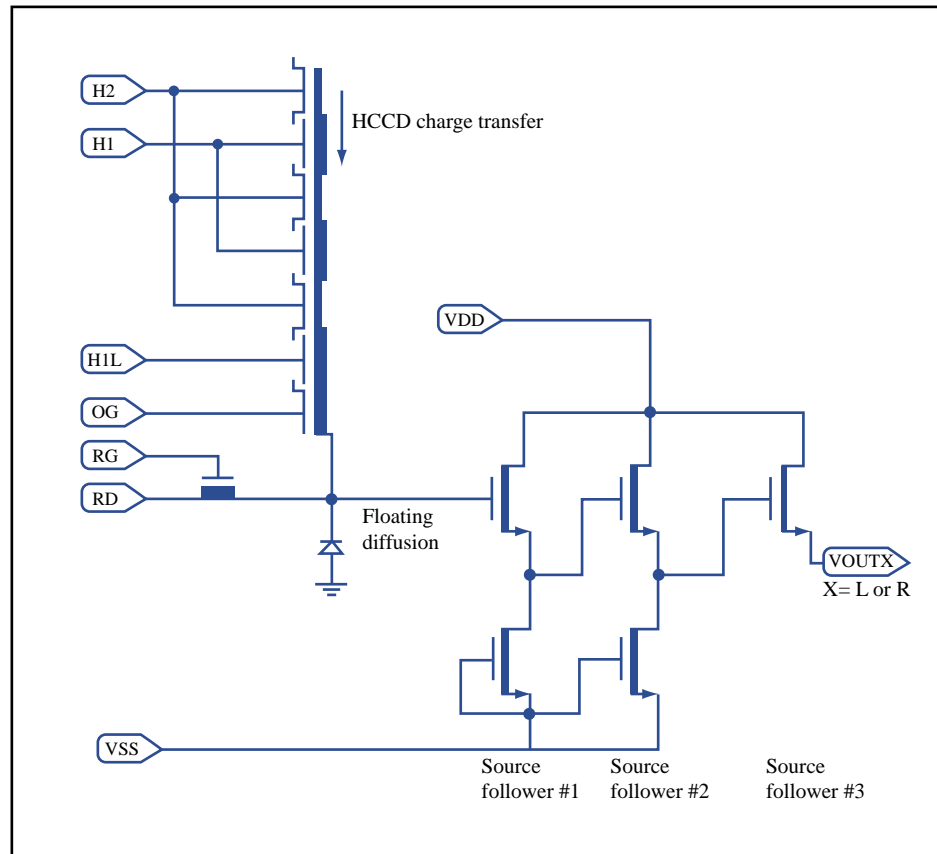 H2
HCCD charge transfer
H1
VDD
H1L
OG
RG
RD
Floating
diffusion
VOUTX
X= L or R
VSS
Source
follower #1
Source
follower #2
Source
follower #3